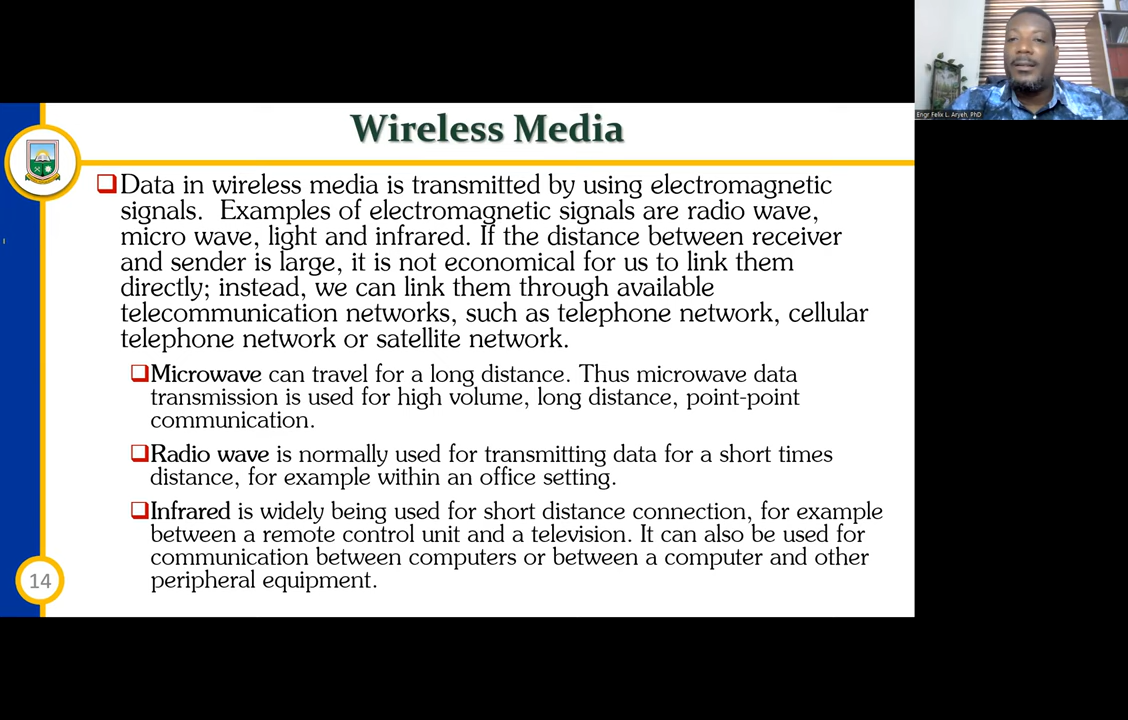 Wireless Media
Data in wireless media is transmitted by using electromagnetic
signals. Examples of electromagnetic signals are radio wave,
micro wave, light and infrared. If the distance between receiver
and sender is large, it is not economical for us to link them
directly; instead, we can link them through available
telecommunication networks, such as telephone network, cellular
telephone network or satellite network.
Microwave can travel for a long distance. Thus microwave data
transmission is used for high volume, long distance, point-point
communication.
Radio wave is normally used for transmitting data for a short times
distance, for example within an office setting.
Infrared is widely being used for short distance connection, for example
between a remote control unit and a television. It can also be used for
communication between computers or between a computer and other
peripheral equipment.
14
Engr Felix L. Aryeh, PhD